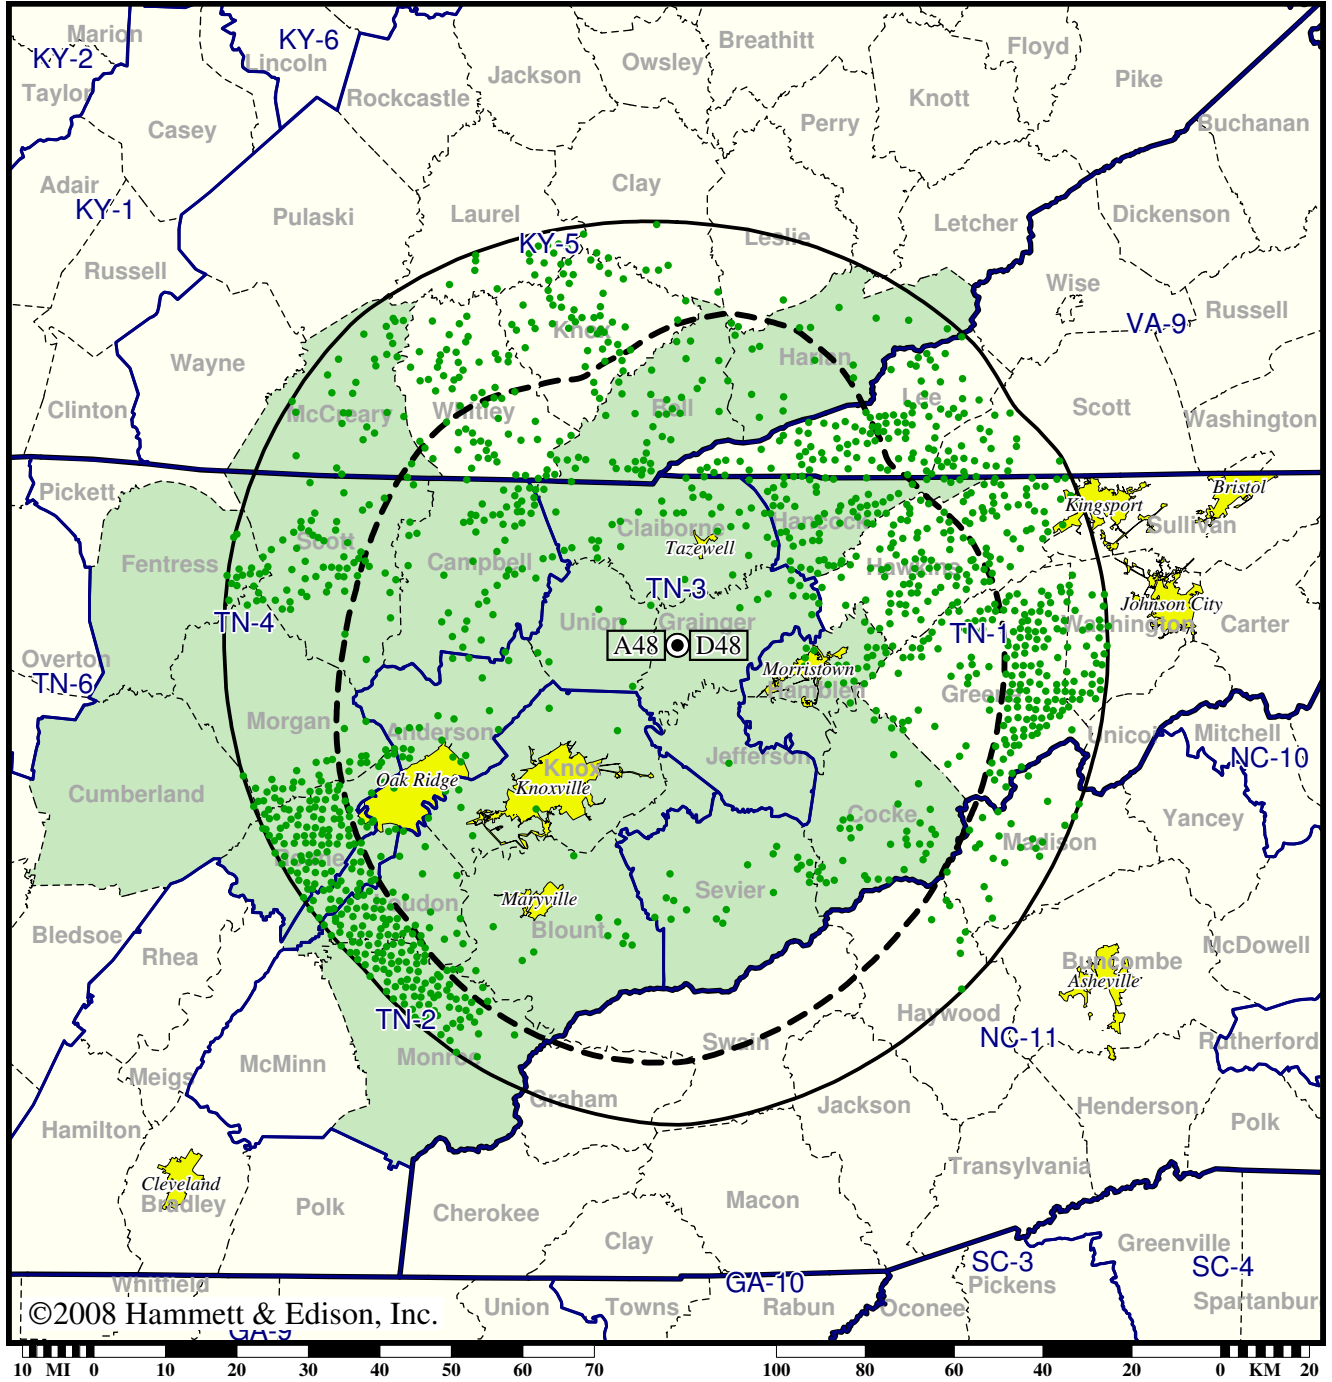 Marion
KY-2
KY-6
Lincoln
Taylor
Casey
Rockcastle
Jackson
Owsley
Breathitt
Floyd
Pike
Knott
Perry
Buchanan
Adair
KY-1
Pulaski
Laurel
Clay
Leslie
Letcher
Dickenson
KY-5
Russell
Wise
Russell
VA-9
Wayne
Knox
Harlan
Clinton
McCreary
Whitley
Bell
Lee
Scott
Washington
Pickett
Bristol
Kingsport
Sullivan
Claiborne
Hancock
Tazewell
Scott
Fentress
Campbell
Hawkins
TN-3
Johnson City
TN-4
Union
Grainger
TN-1
Washington
Carter
A48
D48
Overton
TN-6
Morristown
Hamblen
Greene
Morgan
Anderson
Unicoi
Mitchell
NC-10
Jefferson
Knox
Oak Ridge
Knoxville
Cumberland
Cocke
Yancey
Madison
Roane
Sevier
Maryville
Loudon
Blount
Bledsoe
Rhea
McDowell
Buncombe
Asheville
TN-2
Haywood
NC-11
Swain
Rutherford
Monroe
McMinn
Meigs
Graham
Jackson
Henderson
Polk
Hamilton
Transylvania
Cleveland
Bradley
Polk
Cherokee
Macon
Clay
Greenville
SC-3
SC-4
Whitfield
GA-10
Pickens
Union
Towns
Rabun
Oconee
Spartanbur
©2008 Hammett & Edison, Inc.
GA-9
10 MI 0 10 20 30 40 50 60 70 100 80 60 40 20 0 KM 20